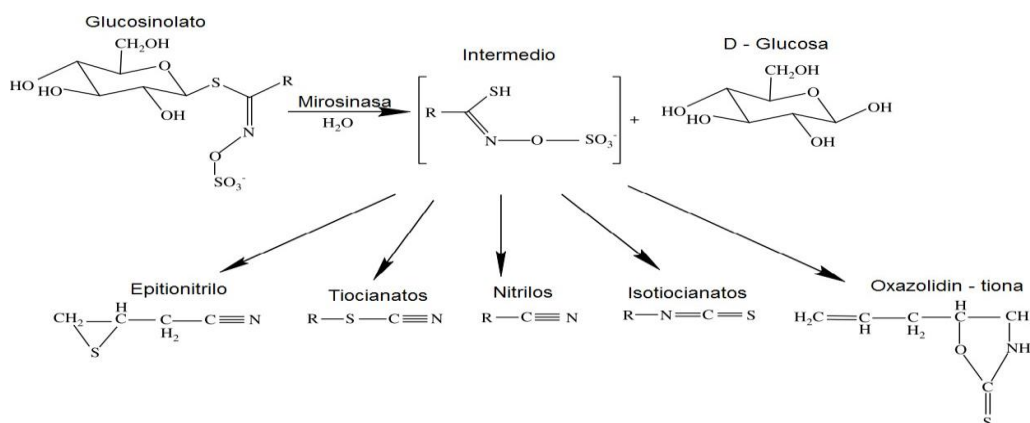 Glucosinolato
CH2OH
HO
O
S
R
HO
OH
N
O
SO3-
Mirosinasa
H2O
Intermedio
SH
R
N
O
SO3-
+
D - Glucosa
CH2OH
HO
O
OH
HO
OH
Epitionitrilo
CH2
H
C
C
H2
C
N
S
Tiocianatos
R
S
C
N
Nitrilos
R
C
N
Isotiocianatos
R
N
C
S
Oxazolidin - tiona
H2C
C
H
C
H2
H
C
CH
O
NH
C
S